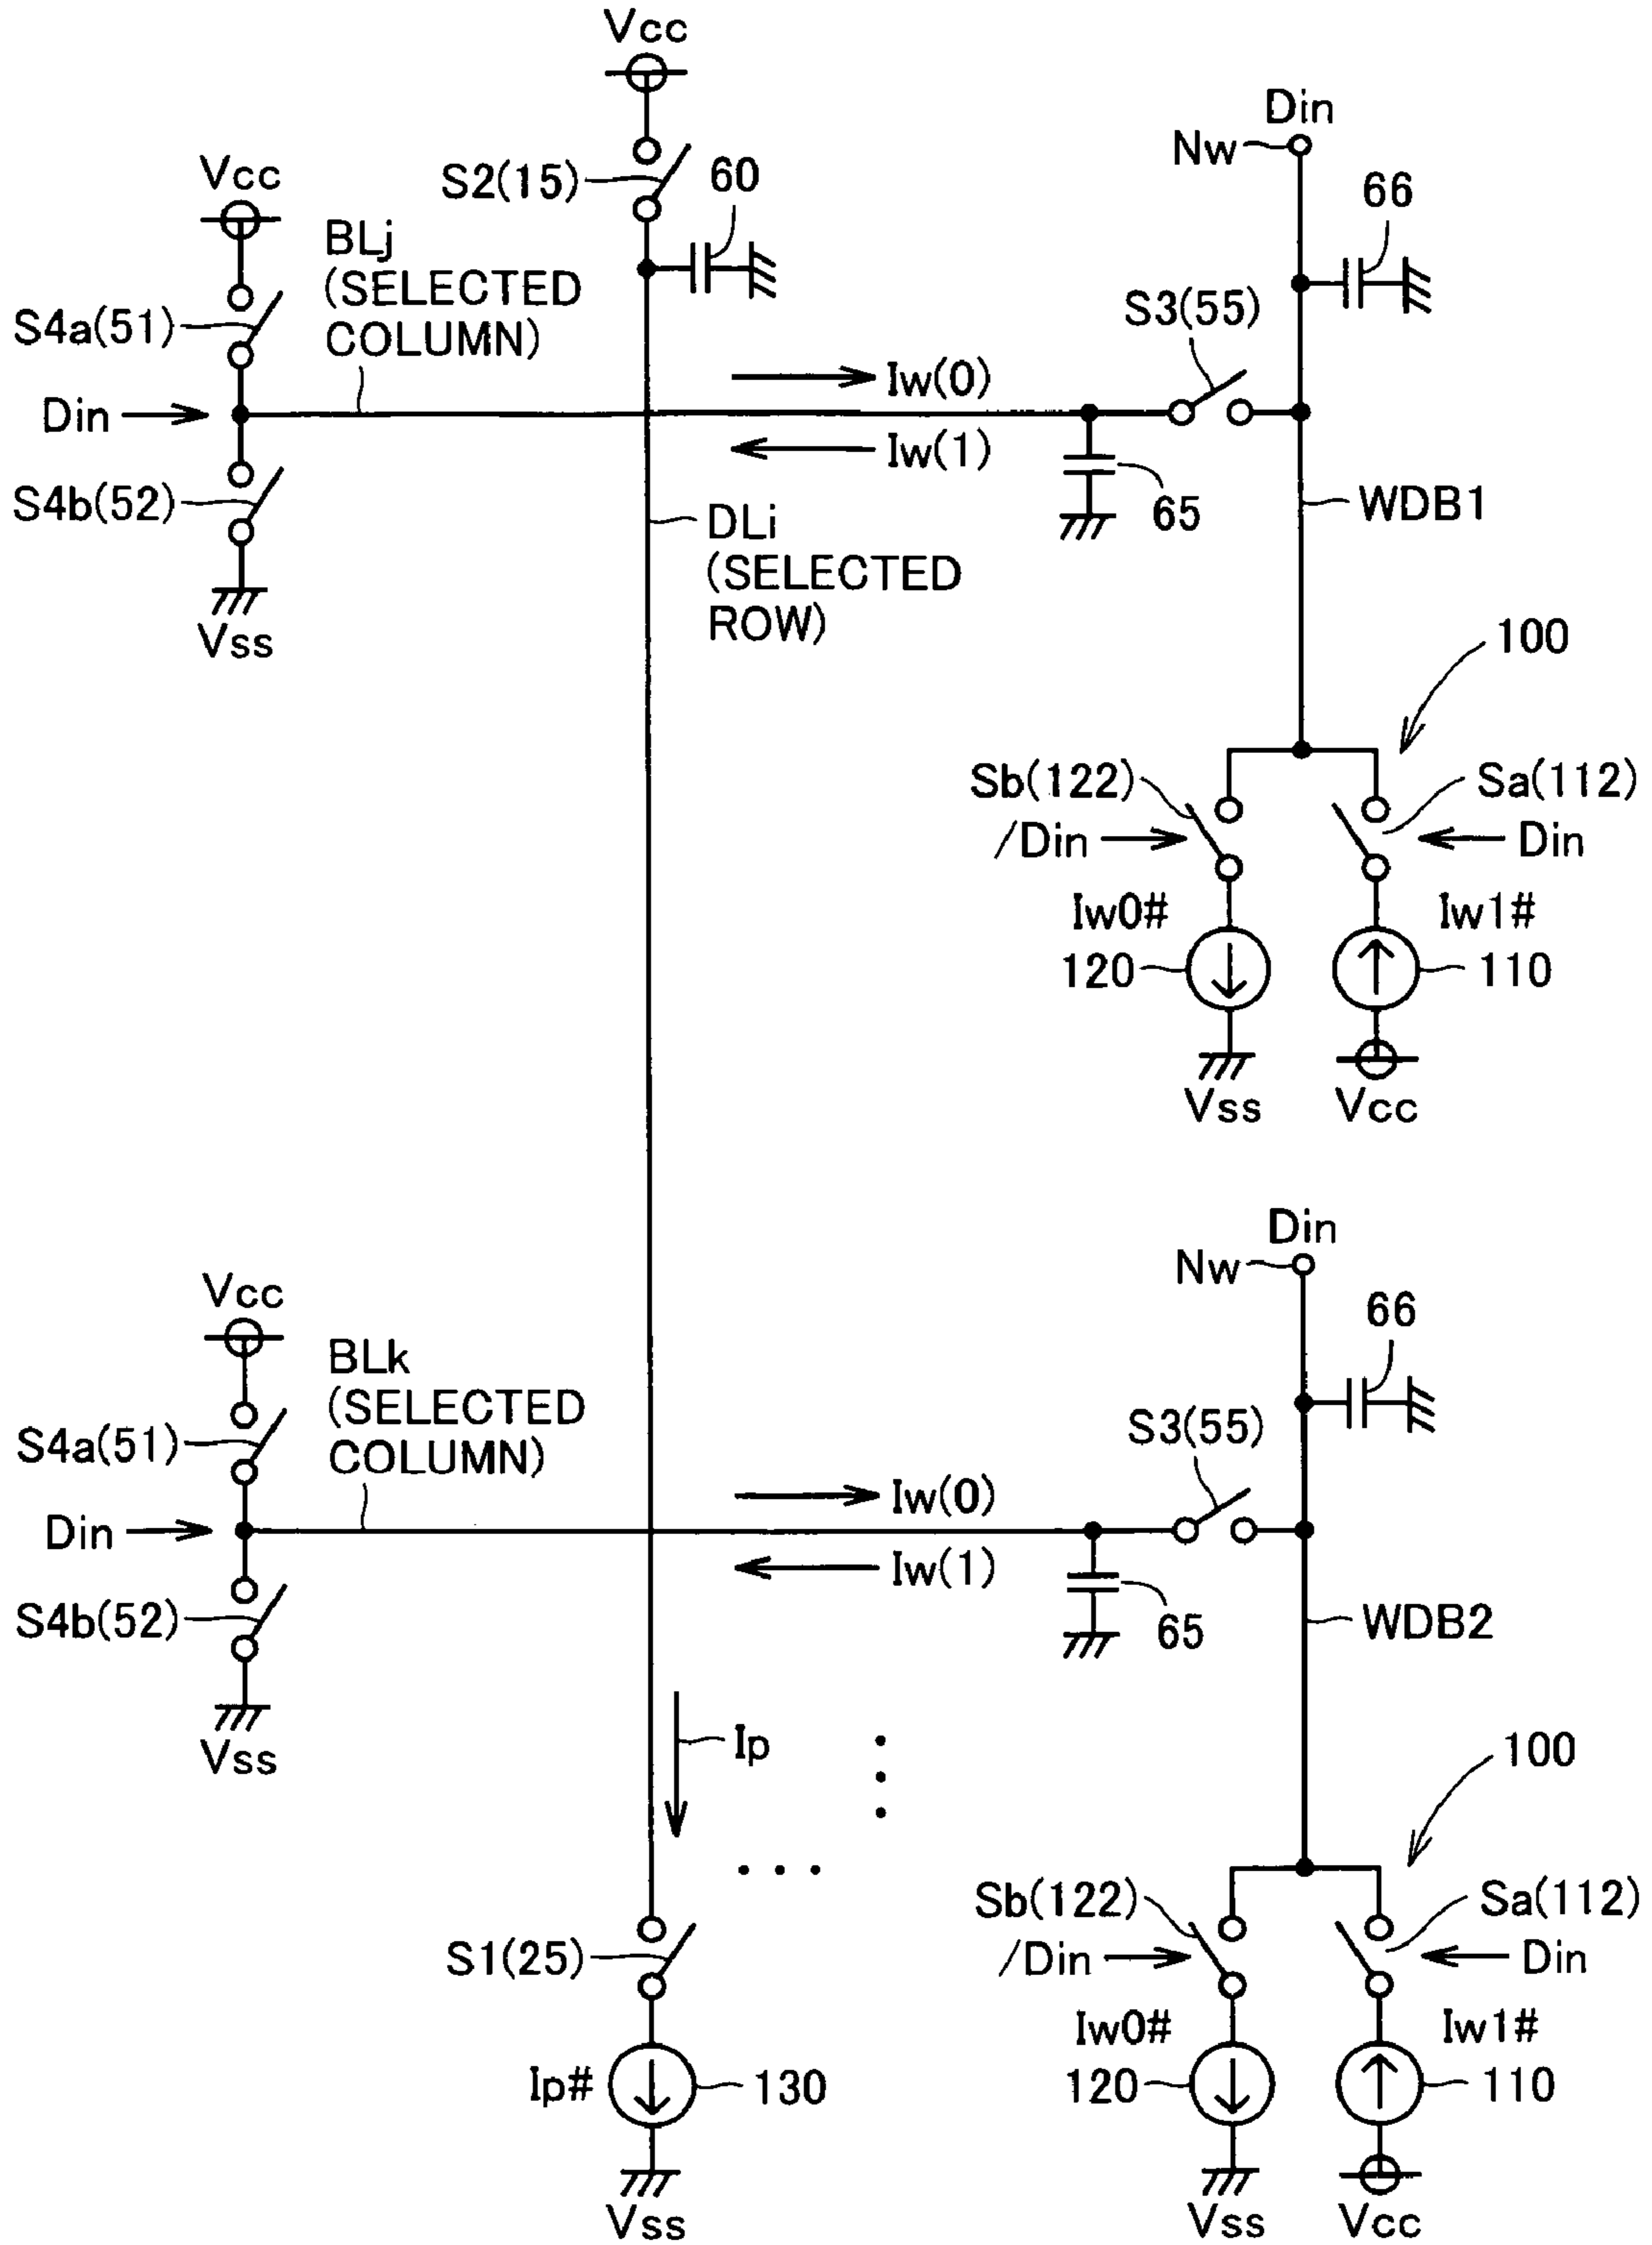 Vcc
Din
Nw
S2(15)
60
Vcc
66
BLj
(SELECTED
COLUMN)
S3(55)
S4a(51)
Iw(0)
Din
Iw(1)
S4b(52)
65
WDB1
DLi
(SELECTED
ROW)
Vss
100
Sb(122)
Sa(112)
/Din
Din
Iw0#
Iw1#
120
110
Vss
Vcc
Din
Nw
Vcc
66
BLk
(SELECTED
COLUMN)
S3(55)
S4a(51)
Iw(0)
Din
Iw(1)
S4b(52)
65
WDB2
Vss
Ip
100
Sb(122)
Sa(112)
S1(25)
/Din
Din
Iw0#
Iw1#
Ip#
130
120
110
Vss
Vss
Vcc